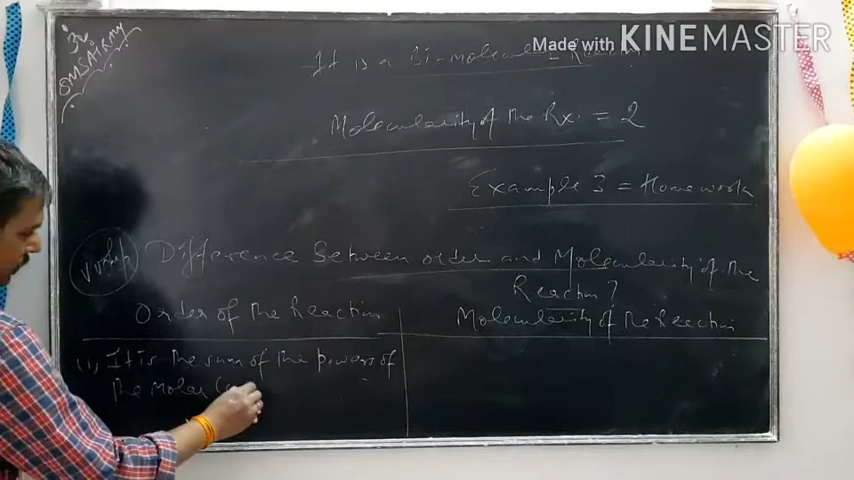 Made with KINEMASTER
It is a Bi-molecular Reaction
Molecularity of the Rx. = 2
Example 3 = Homework
Difference Between order and Molecularity of the
Reaction?
Order of the Reaction
Molecularity of the Reaction
(1) It is the sum of the powers of
the Molar